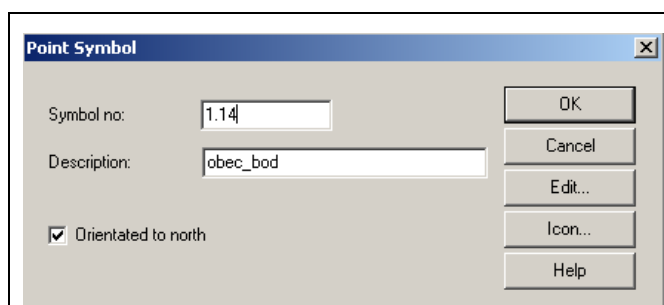 Point Symbol
Symbol no: 1.14
OK
Cancel
Description: obec_bod
Edit...
Orientated to north
Icon...
Help